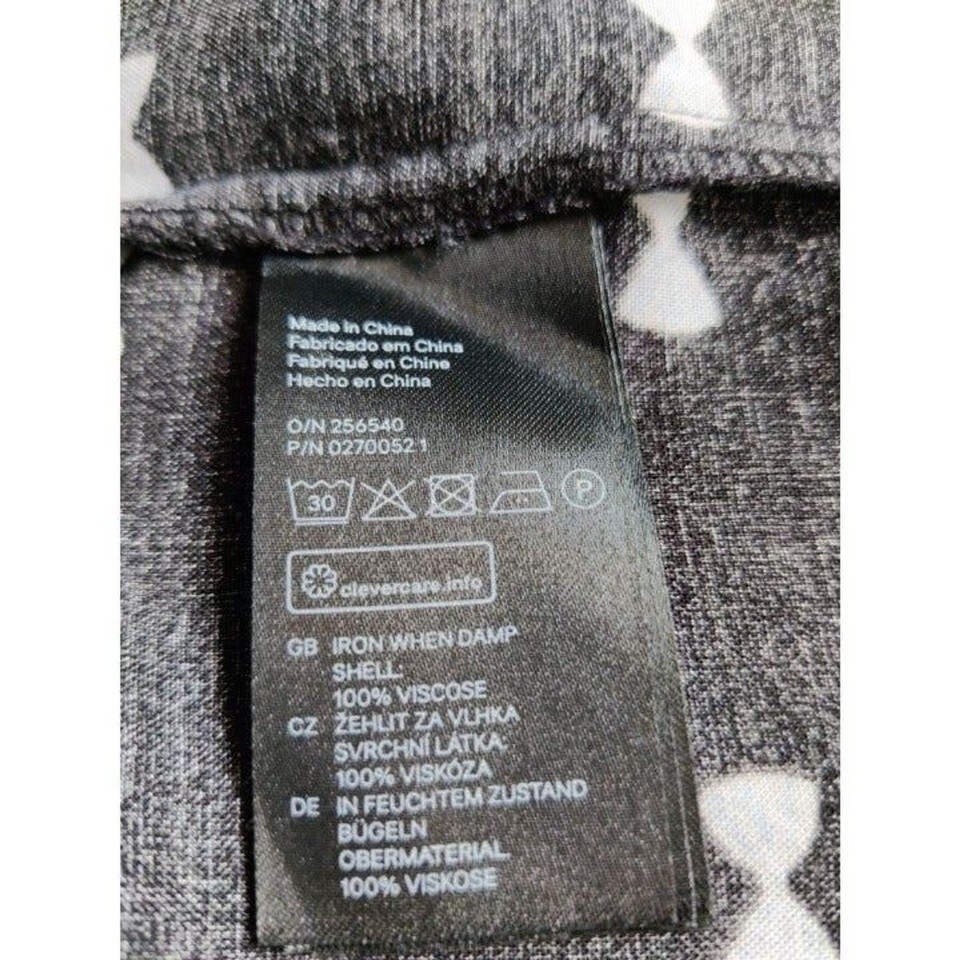 Made in China
Fabricado em China
Fabriqué en Chine
Hecho en China
O/N 256540
P/N 0270052 1
30 P
clevercare.info
GB IRON WHEN DAMP
SHELL:
100% VISCOSE
CZ ŽEHLIT ZA VLHKA
SVRCHNÍ LÁTKA:
100% VISKÓZA
DE IN FEUCHTEM ZUSTAND
BÜGELN
OBERMATERIAL:
100% VISKOSE